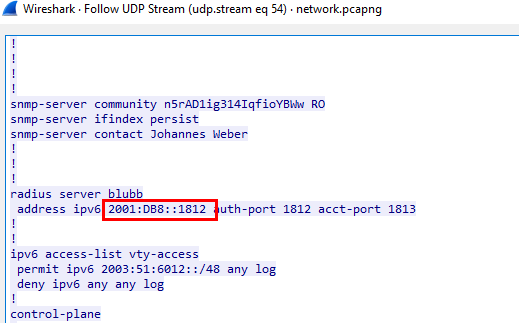 Wireshark · Follow UDP Stream (udp.stream eq 54) · network.pcapng
!
!
!
!
snmp-server community n5rAD1ig314IqfioYBWw RO
snmp-server ifindex persist
snmp-server contact Johannes Weber
!
!
!
radius server blubb
address ipv6 2001:DB8::1812 auth-port 1812 acct-port 1813
!
!
ipv6 access-list vty-access
permit ipv6 2003:51:6012::/48 any log
deny ipv6 any any log
!
control-plane